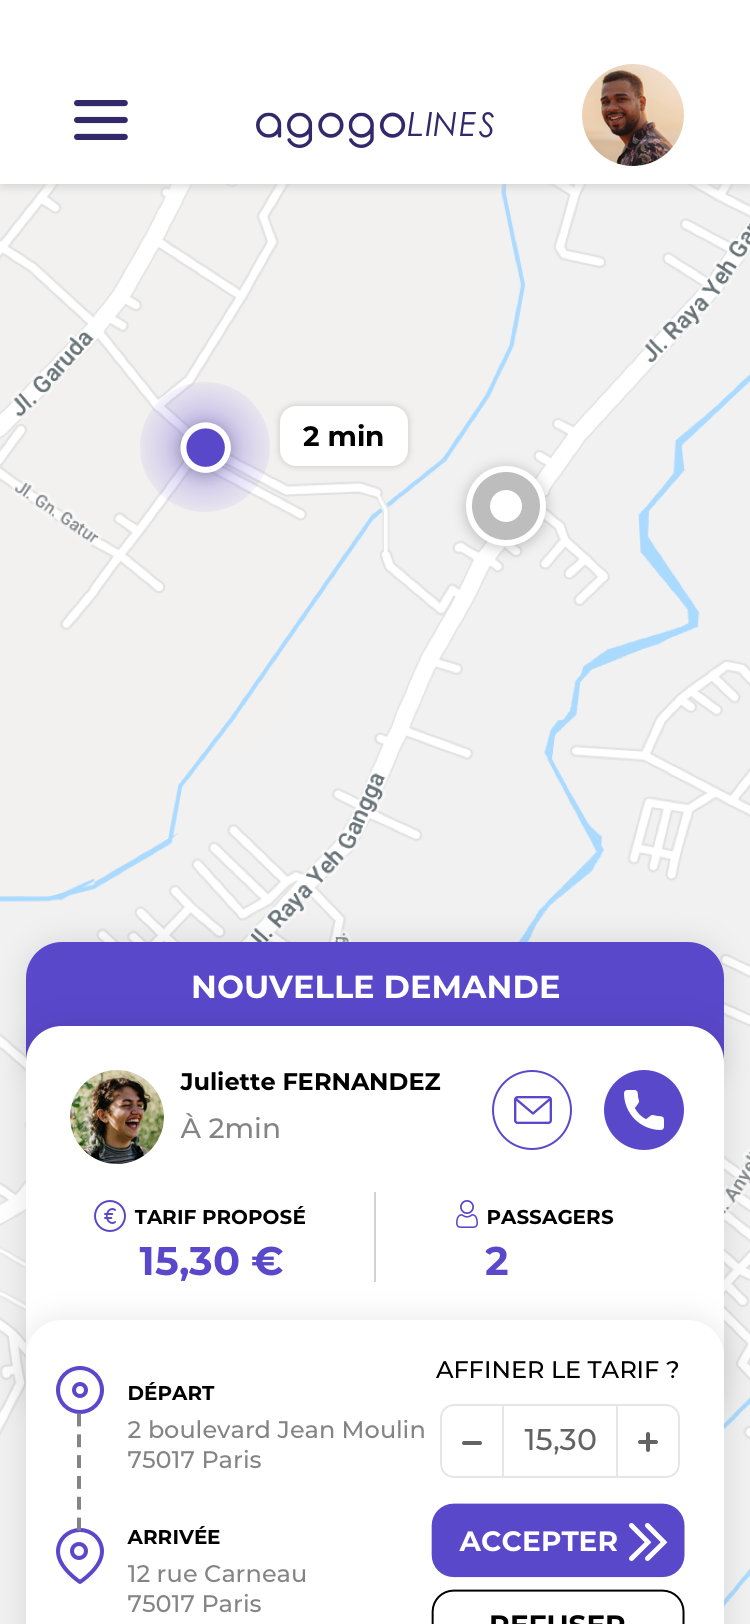 agogoLINES
Jl. Raya Yeh Gan
Jl. Garuda
2 min
Jl. Gn. Gatur
Jl. Raya Yeh Gangga
NOUVELLE DEMANDE
Juliette FERNANDEZ
À 2min
€ TARIF PROPOSÉ
15,30 €
PASSAGERS
2
AFFINER LE TARIF ?
DÉPART
2 boulevard Jean Moulin
75017 Paris
− 15,30 +
ARRIVÉE
12 rue Carneau
75017 Paris
ACCEPTER
REFUSER